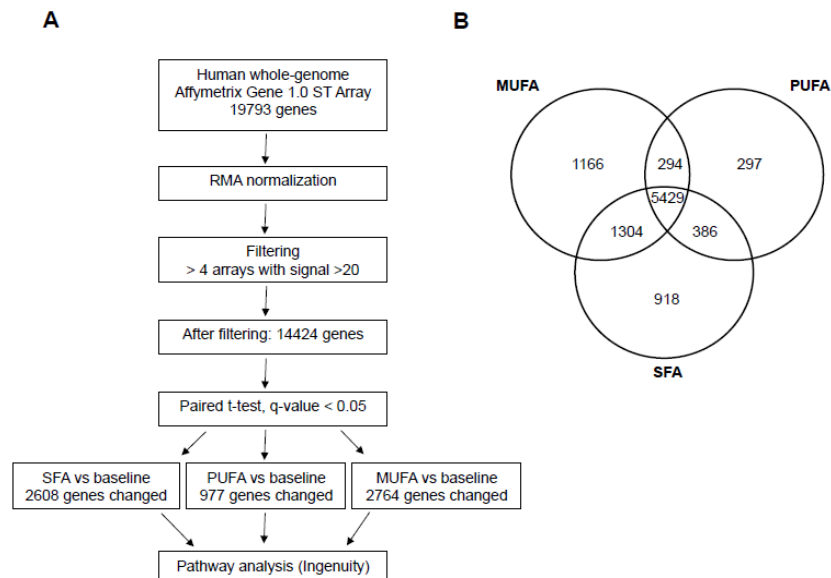 A
Human whole-genome
Affymetrix Gene 1.0 ST Array
19793 genes
RMA normalization
Filtering
> 4 arrays with signal >20
After filtering: 14424 genes
Paired t-test, q-value < 0.05
SFA vs baseline
2608 genes changed
PUFA vs baseline
977 genes changed
MUFA vs baseline
2764 genes changed
Pathway analysis (Ingenuity)
B
MUFA
PUFA
1166
294
297
5429
1304
386
918
SFA